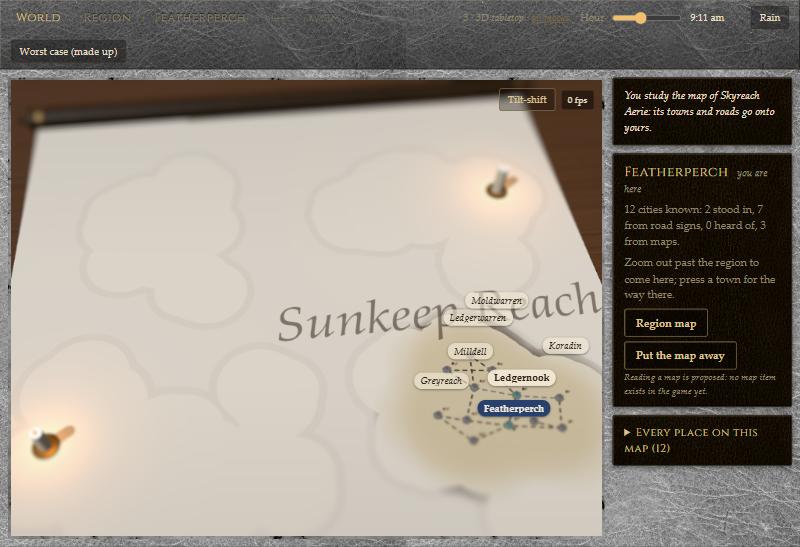 World
Region
Featherperch
3 · 3D tabletop
Hour
9:11 am
Rain
Worst case (made up)
Tilt-shift
0 fps
Sunkeep Reach
Moldwarren
Ledgerwarren
Koradin
Milldell
Greyreach
Ledgernook
Featherperch
You study the map of Skyreach
Aerie: its towns and roads go onto
yours.
Featherperch you are
here
12 cities known: 2 stood in, 7
from road signs, 0 heard of, 3
from maps.
Zoom out past the region to
come here; press a town for the
way there.
Region map
Put the map away
Reading a map is proposed: no map item
exists in the game yet.
Every place on this
map (12)